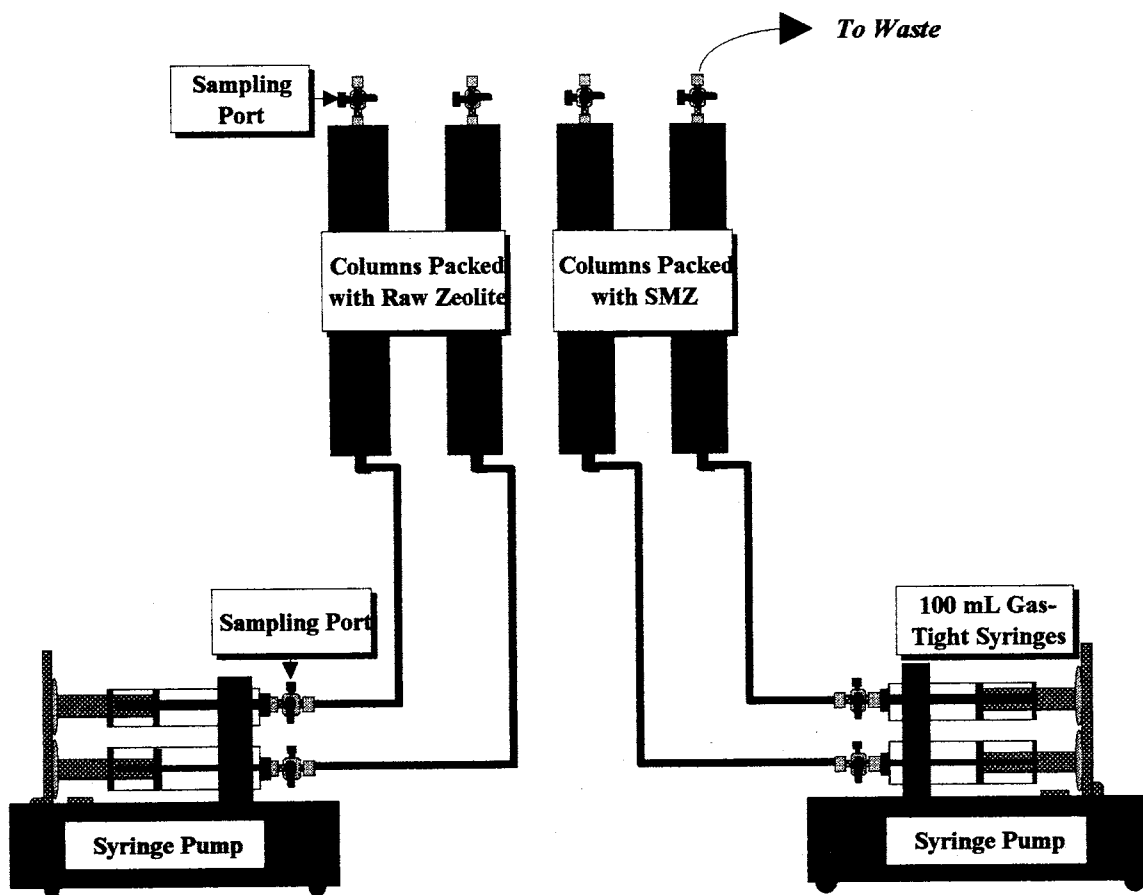 To Waste
Sampling
Port
Columns Packed
with Raw Zeolite
Columns Packed
with SMZ
Sampling Port
100 mL Gas-
Tight Syringes
Syringe Pump
Syringe Pump